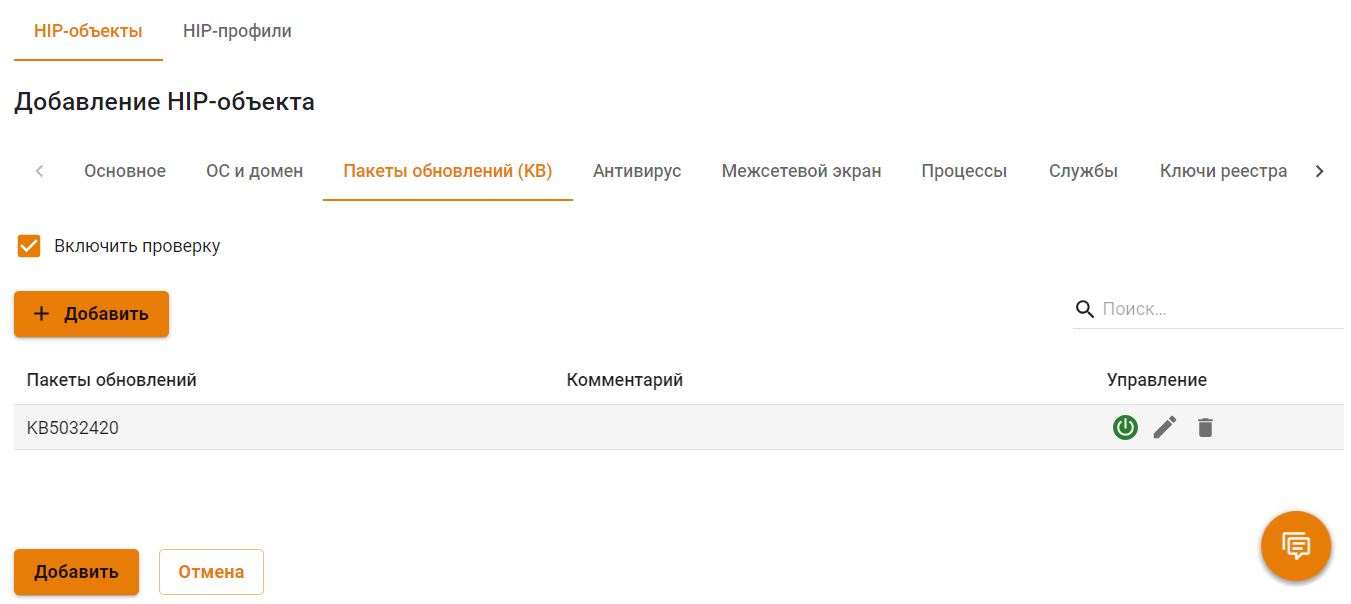 HIP-объекты HIP-профили
Добавление HIP-объекта
Основное ОС и домен Пакеты обновлений (KB) Антивирус Межсетевой экран Процессы Службы Ключи реестра
Включить проверку
Добавить
Поиск...
Пакеты обновлений Комментарий Управление
KB5032420
Добавить Отмена